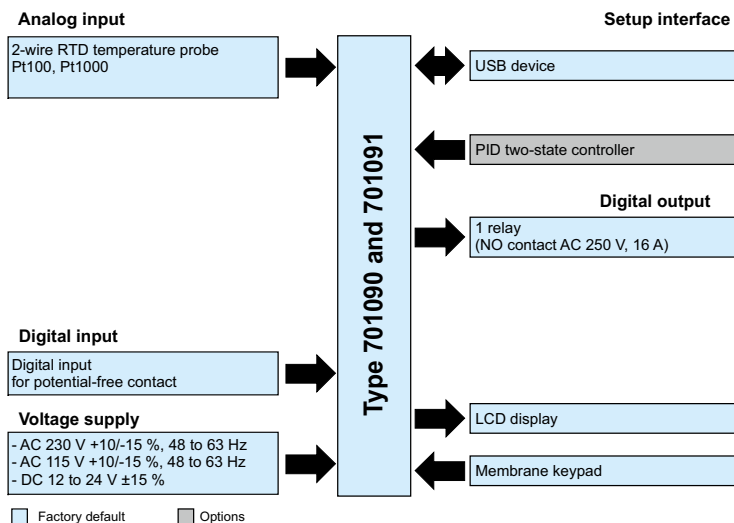 Analog input
2-wire RTD temperature probe
Pt100, Pt1000
Digital input
Digital input
for potential-free contact
Voltage supply
- AC 230 V +10/-15 %, 48 to 63 Hz
- AC 115 V +10/-15 %, 48 to 63 Hz
- DC 12 to 24 V ±15 %
Type 701090 and 701091
Setup interface
USB device
PID two-state controller
Digital output
1 relay
(NO contact AC 250 V, 16 A)
LCD display
Membrane keypad
Factory default
Options